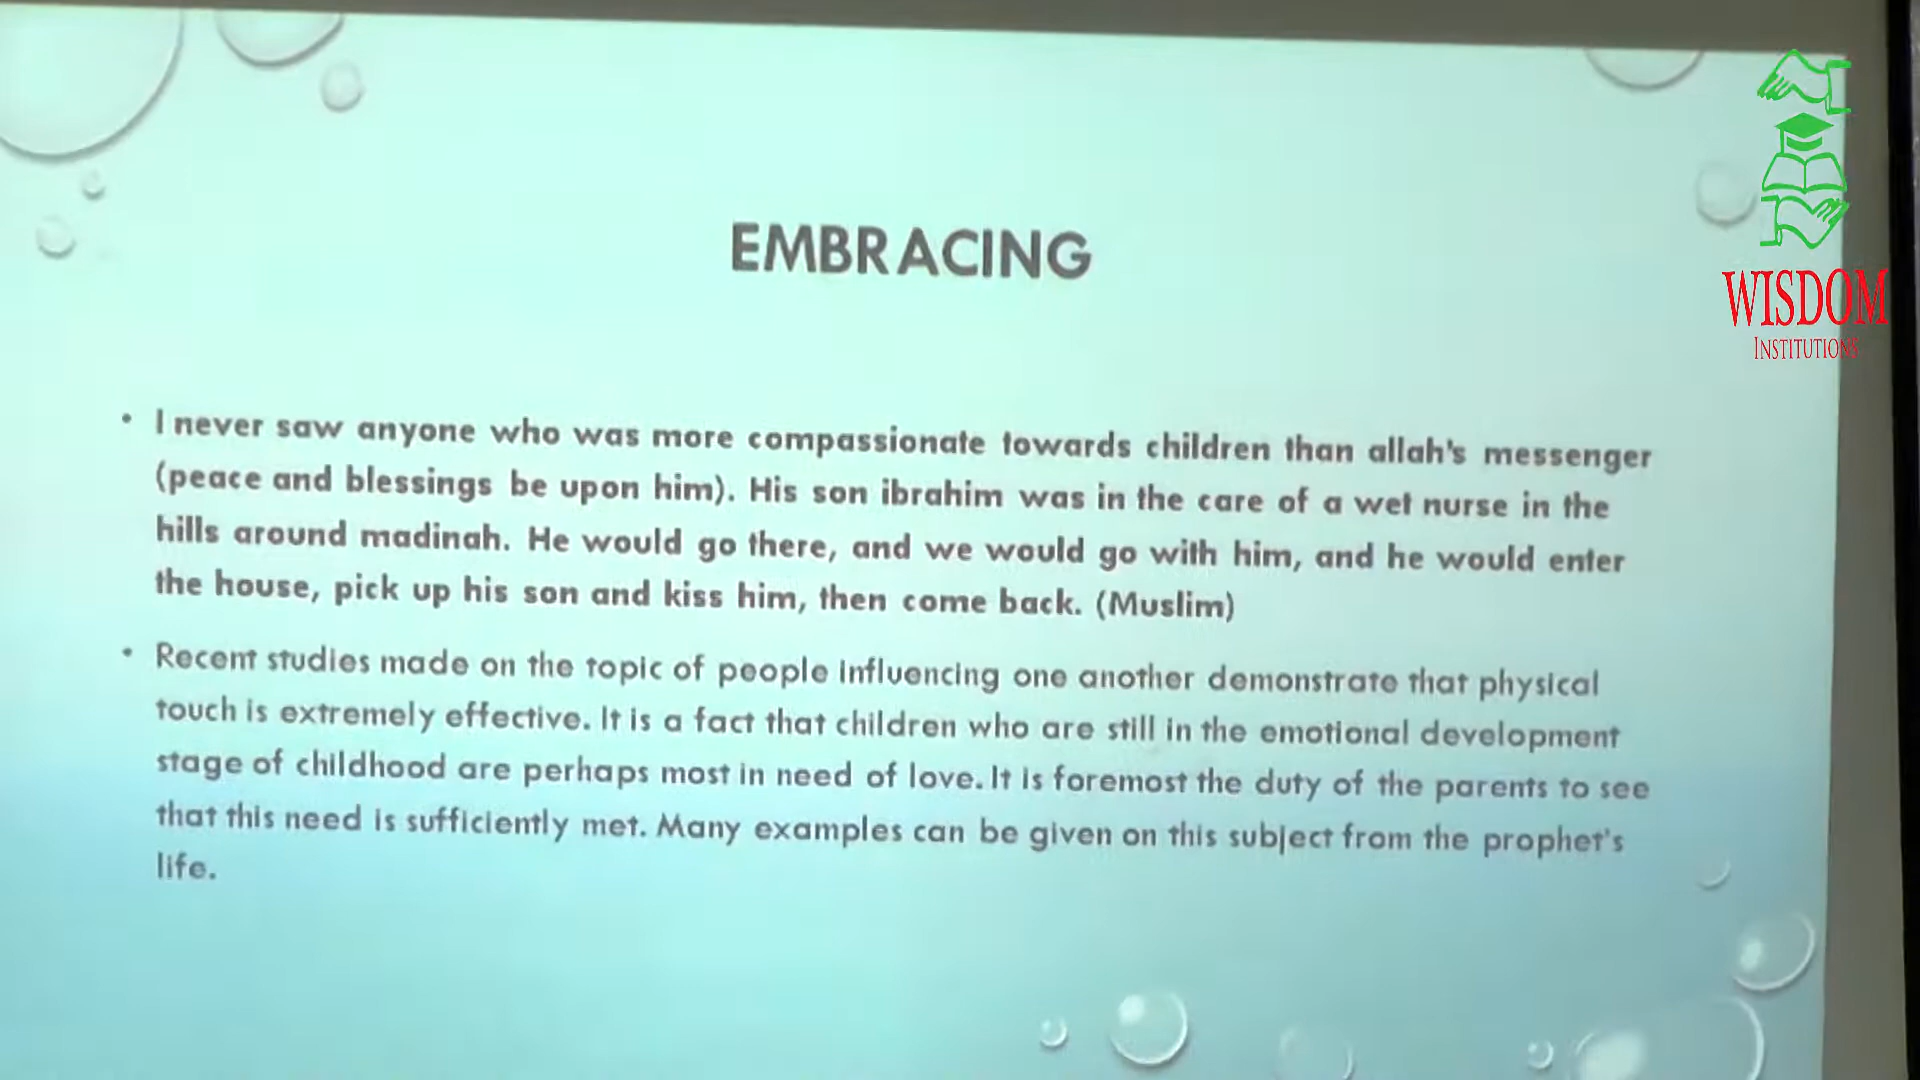 WISDOM
INSTITUTIONS
EMBRACING
• I never saw anyone who was more compassionate towards children than allah's messenger
(peace and blessings be upon him). His son ibrahim was in the care of a wet nurse in the
hills around madinah. He would go there, and we would go with him, and he would enter
the house, pick up his son and kiss him, then come back. (Muslim)
• Recent studies made on the topic of people influencing one another demonstrate that physical
touch is extremely effective. It is a fact that children who are still in the emotional development
stage of childhood are perhaps most in need of love. It is foremost the duty of the parents to see
that this need is sufficiently met. Many examples can be given on this subject from the prophet's
life.